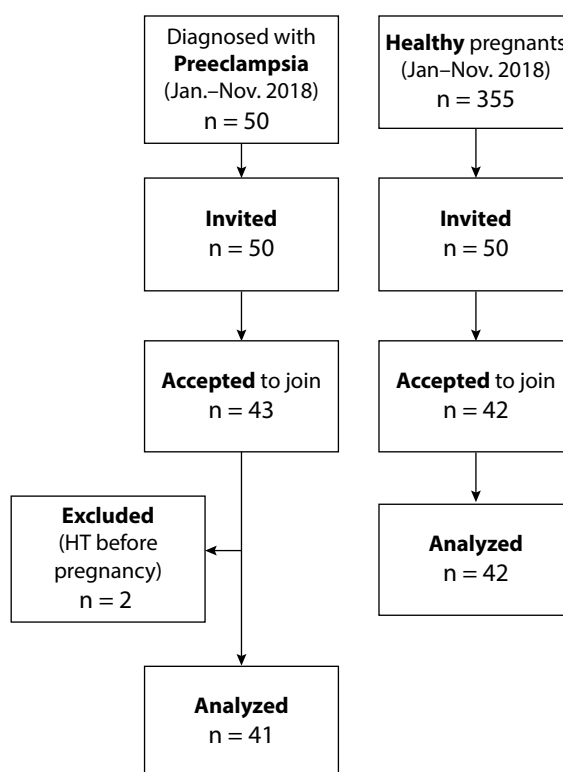 Diagnosed with
Preeclampsia
(Jan.–Nov. 2018)
n = 50
Invited
n = 50
Accepted to join
n = 43
Excluded
(HT before
pregnancy)
n = 2
Analyzed
n = 41
Healthy pregnants
(Jan–Nov. 2018)
n = 355
Invited
n = 50
Accepted to join
n = 42
Analyzed
n = 42